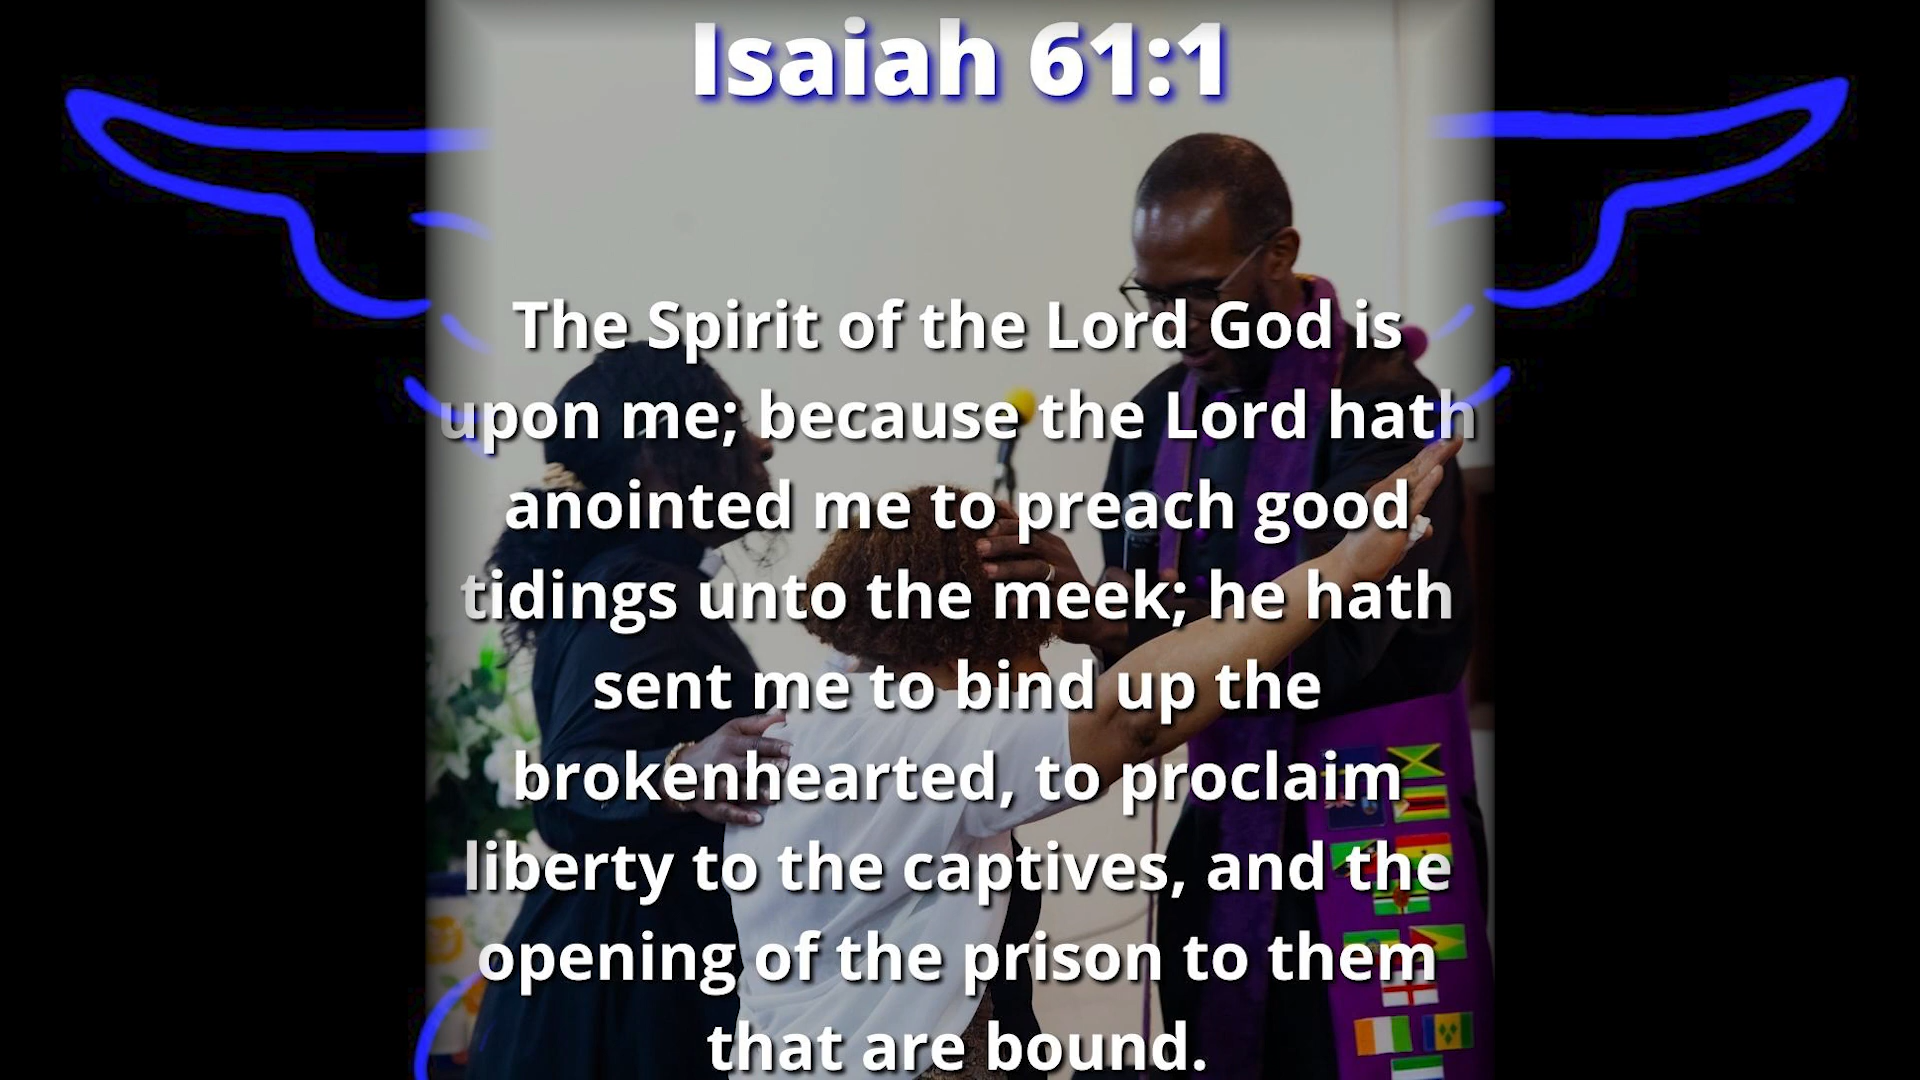 Isaiah 61:1
The Spirit of the Lord God is
upon me; because the Lord hath
anointed me to preach good
tidings unto the meek; he hath
sent me to bind up the
brokenhearted, to proclaim
liberty to the captives, and the
opening of the prison to them
that are bound.